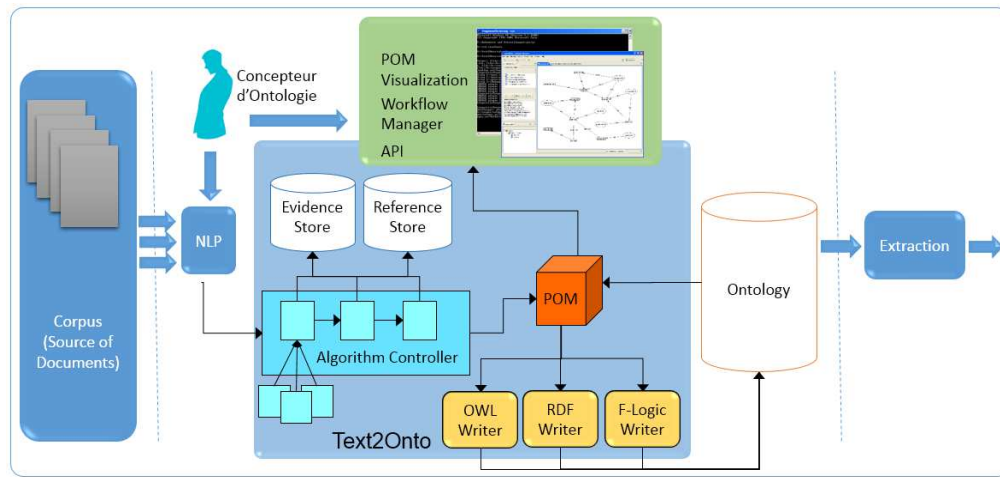 Concepteur
d'Ontologie
POM
Visualization
Workflow
Manager
API
Evidence
Store
Reference
Store
NLP
Extraction
POM
Ontology
Corpus
(Source of
Documents)
Algorithm Controller
OWL
Writer
RDF
Writer
F-Logic
Writer
Text2Onto